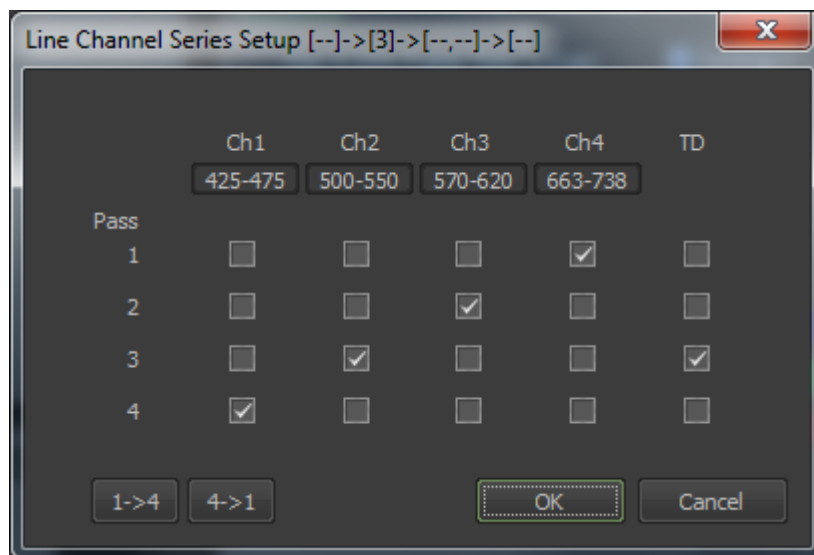 Line Channel Series Setup [--]->[3]->[--,--]->[--]
Ch1 Ch2 Ch3 Ch4 TD
425-475 500-550 570-620 663-738
Pass
1
2
3
4
1->4 4->1 OK Cancel